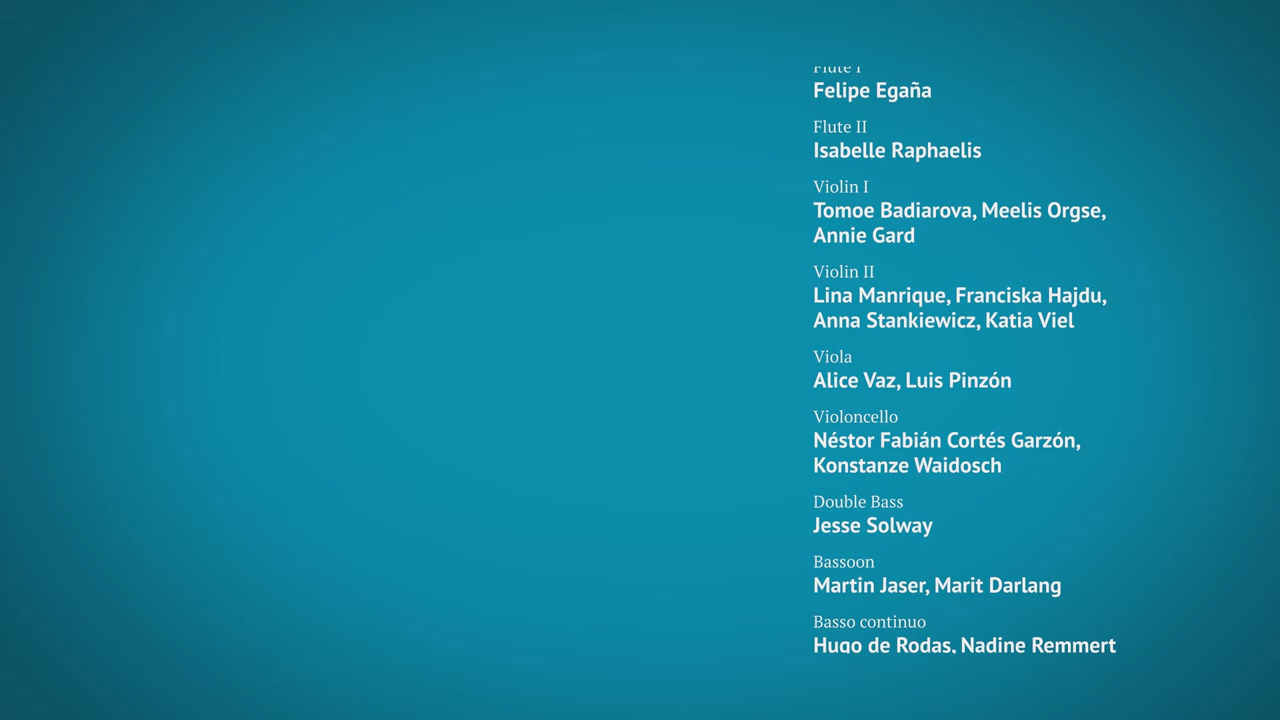 Flute I
Felipe Egaña
Flute II
Isabelle Raphaelis
Violin I
Tomoe Badiarova, Meelis Orgse,
Annie Gard
Violin II
Lina Manrique, Franciska Hajdu,
Anna Stankiewicz, Katia Viel
Viola
Alice Vaz, Luis Pinzón
Violoncello
Néstor Fabián Cortés Garzón,
Konstanze Waidosch
Double Bass
Jesse Solway
Bassoon
Martin Jaser, Marit Darlang
Basso continuo
Hugo de Rodas, Nadine Remmert